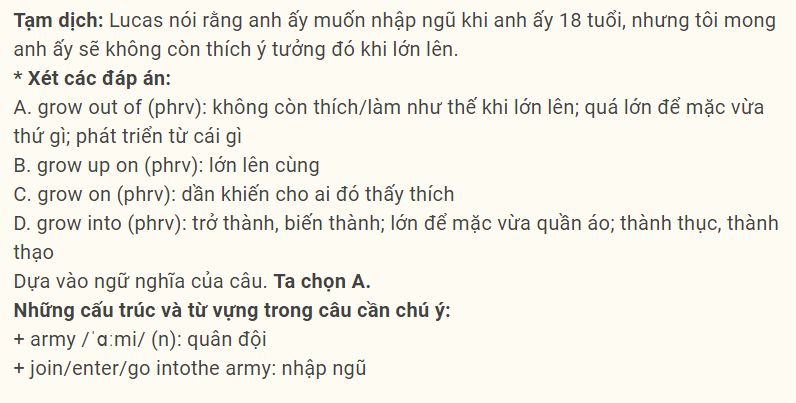 Tạm dịch: Lucas nói rằng anh ấy muốn nhập ngũ khi anh ấy 18 tuổi, nhưng tôi mong
anh ấy sẽ không còn thích ý tưởng đó khi lớn lên.
* Xét các đáp án:
A. grow out of (phrv): không còn thích/làm như thế khi lớn lên; quá lớn để mặc vừa
thứ gì; phát triển từ cái gì
B. grow up on (phrv): lớn lên cùng
C. grow on (phrv): dần khiến cho ai đó thấy thích
D. grow into (phrv): trở thành, biến thành; lớn để mặc vừa quần áo; thành thục, thành
thạo
Dựa vào ngữ nghĩa của câu. Ta chọn A.
Những cấu trúc và từ vựng trong câu cần chú ý:
+ army /ˈɑːmi/ (n): quân đội
+ join/enter/go intothe army: nhập ngũ